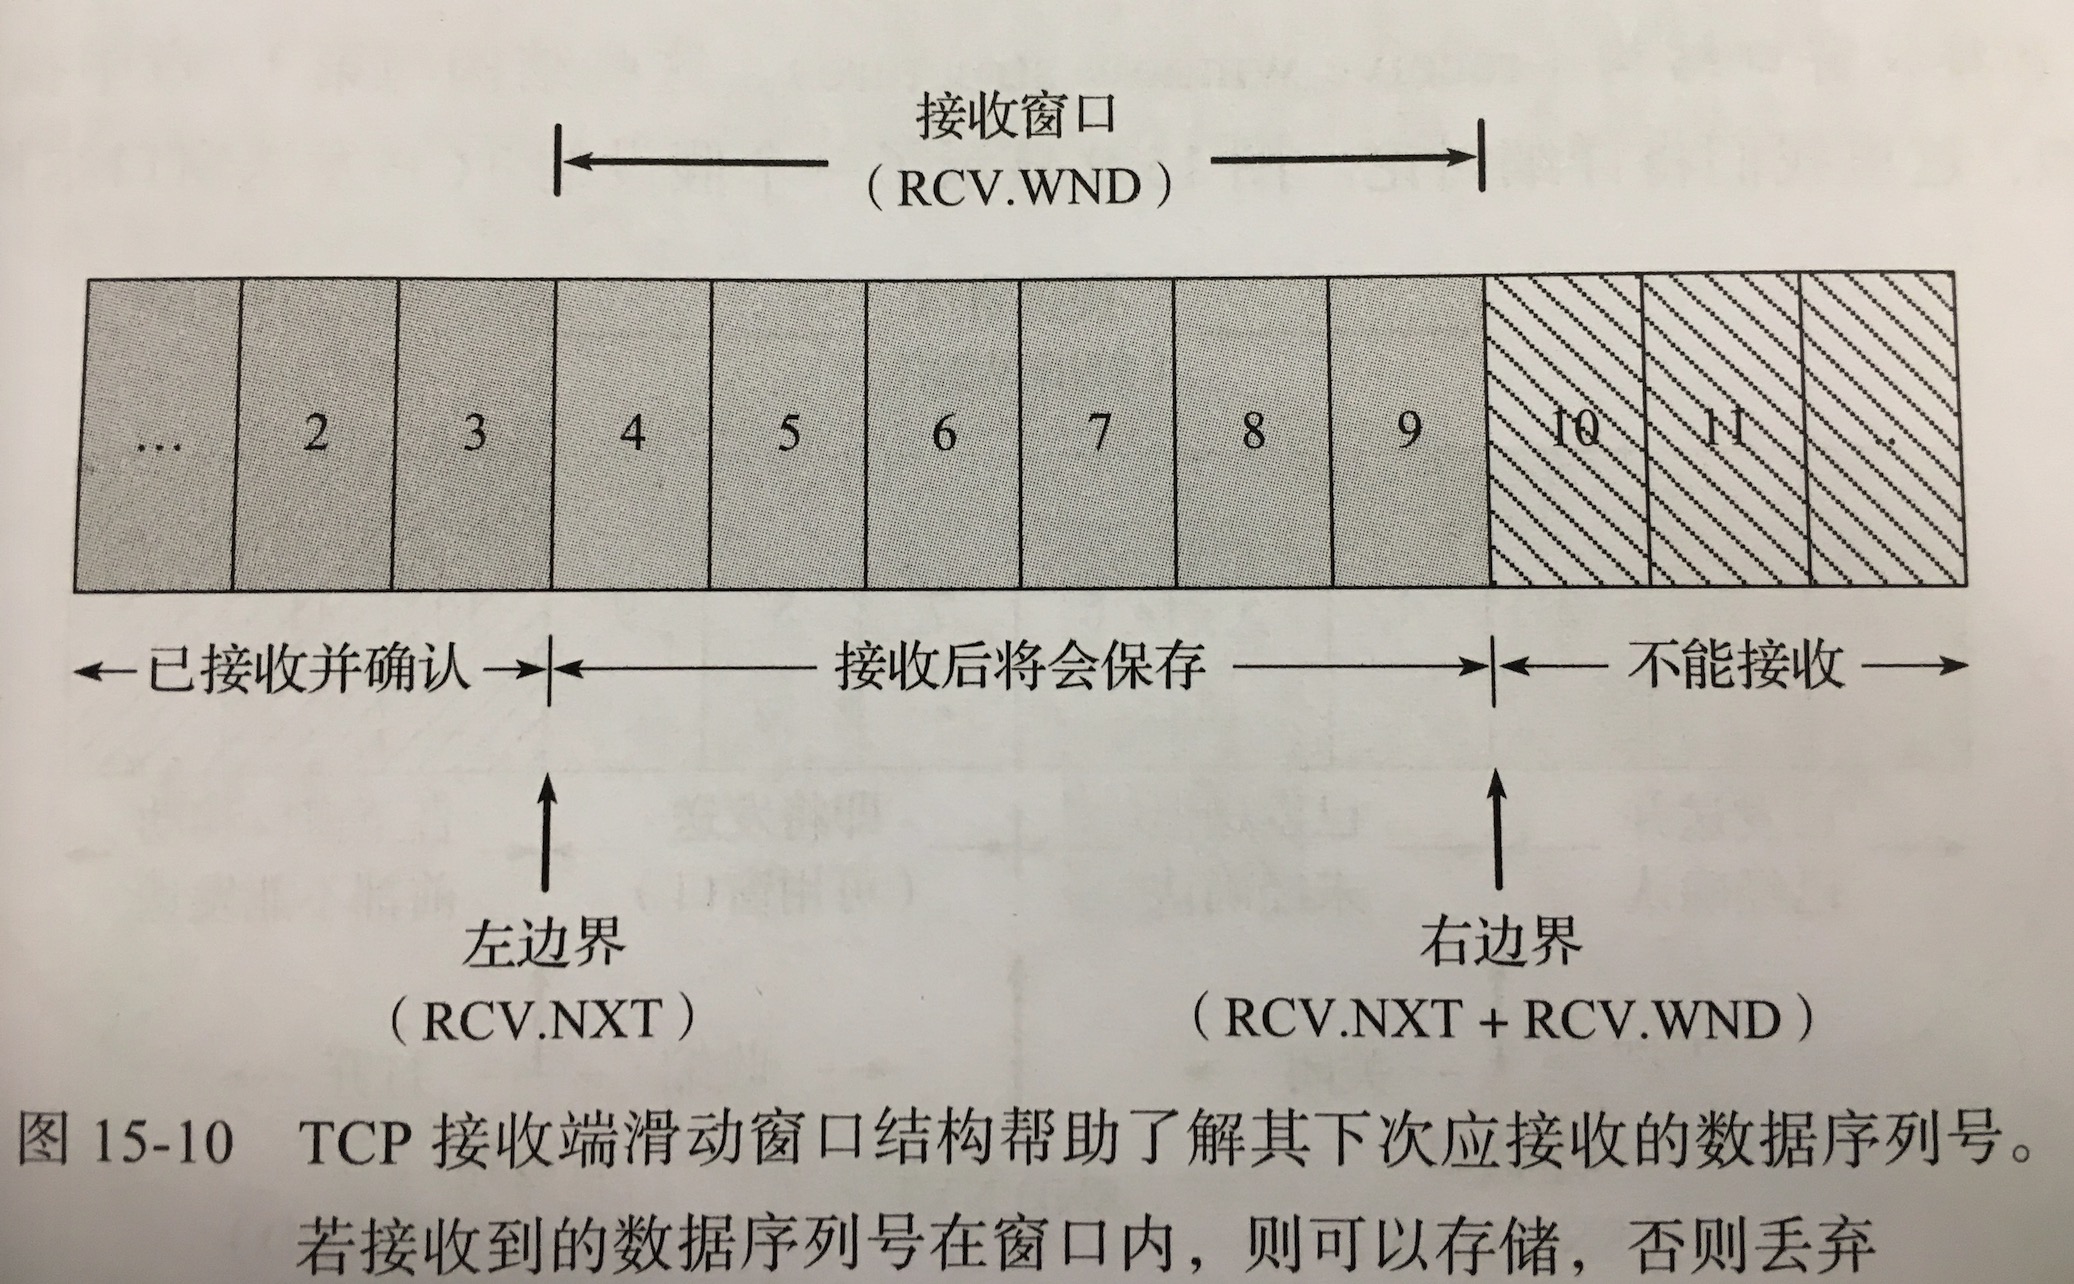 接收窗口
（RCV.WND）
... 2 3 4 5 6 7 8 9 10 11
已接收并确认 接收后将会保存 不能接收
左边界 右边界
（RCV.NXT） （RCV.NXT + RCV.WND）
图 15-10 TCP 接收端滑动窗口结构帮助了解其下次应接收的数据序列号。
若接收到的数据序列号在窗口内，则可以存储，否则丢弃